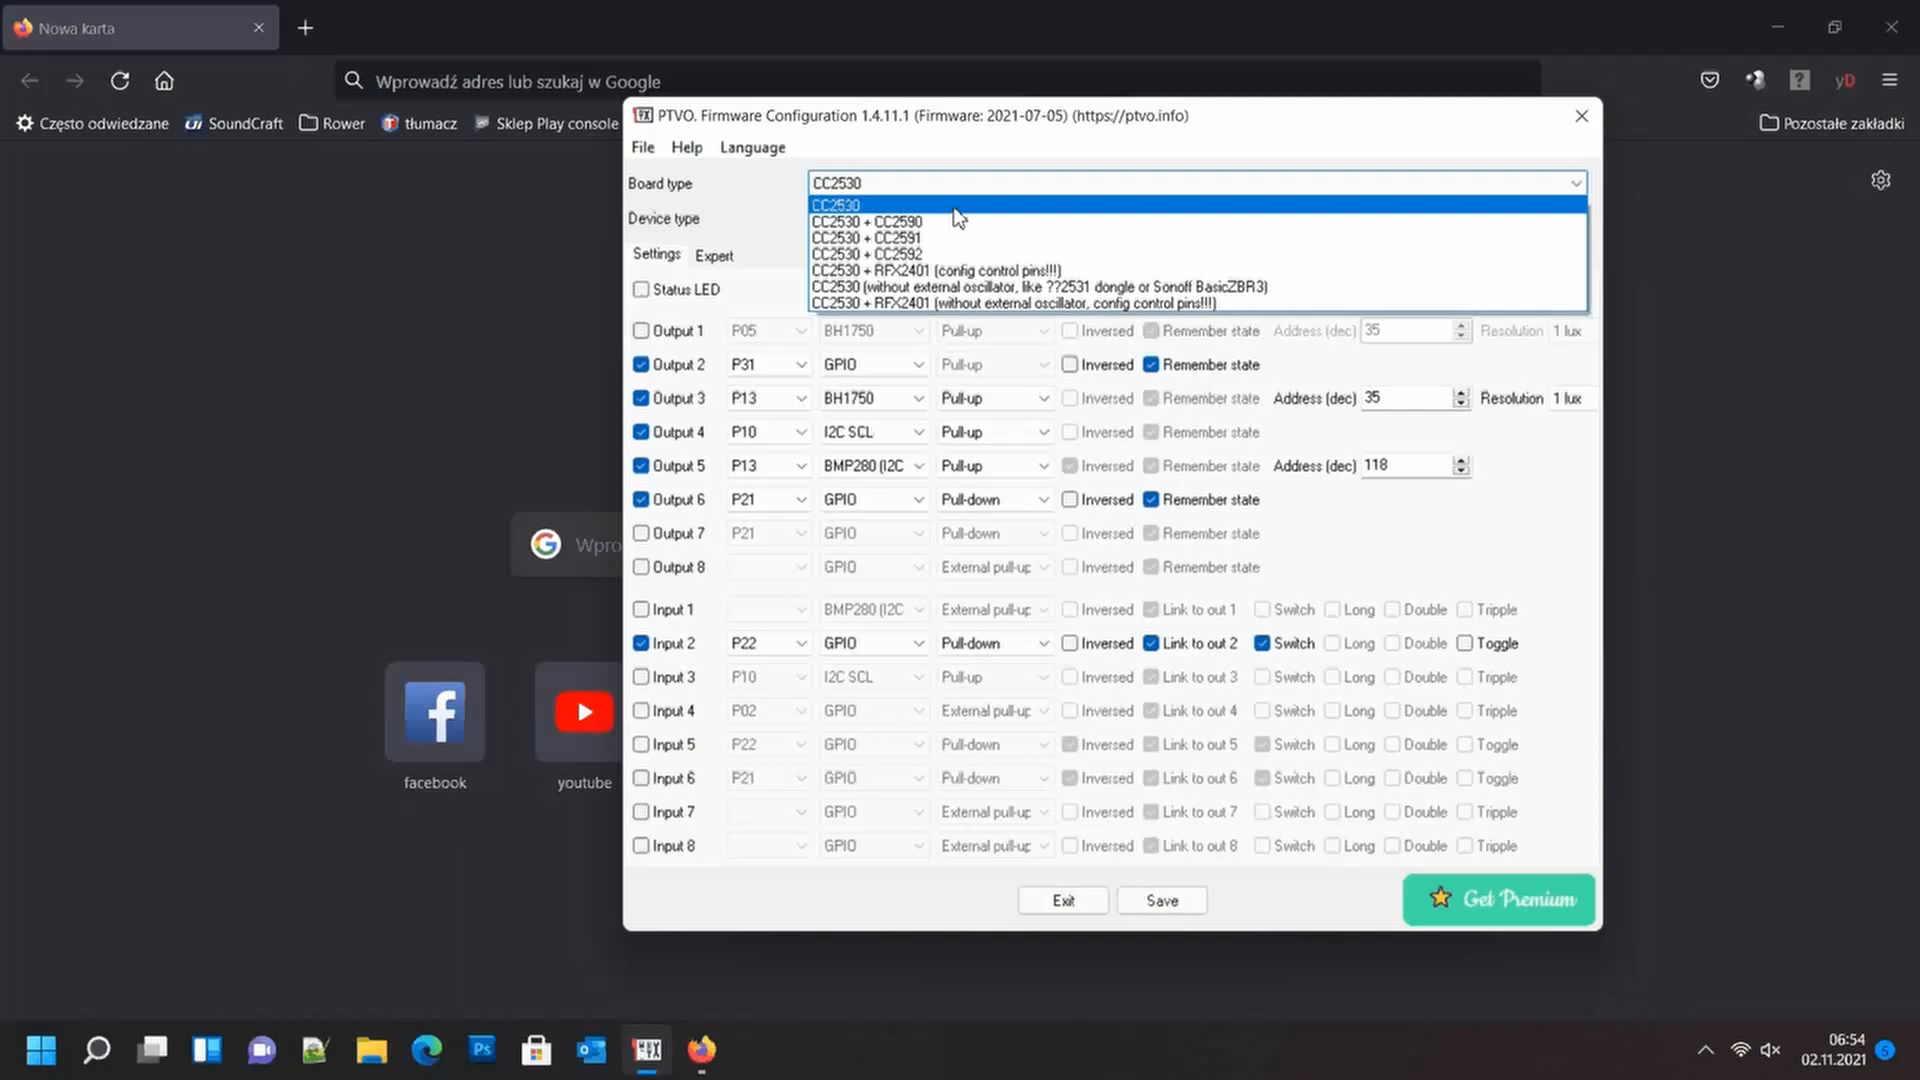 Nowa karta
Wprowadź adres lub szukaj w Google
yD
Często odwiedzane SoundCraft Rower tłumacz Sklep Play console Pozostałe zakładki
PTVO. Firmware Configuration 1.4.11.1 (Firmware: 2021-07-05) (https://ptvo.info)
File Help Language
Board type CC2530
CC2530
Device type
CC2530 + CC2590
CC2530 + CC2591
Settings Expert
CC2530 + CC2592
CC2530 + RFX2401 (config control pins!!!)
CC2530 (without external oscillator, like ??2531 dongle or Sonoff BasicZBR3)
Status LED
CC2530 + RFX2401 (without external oscillator, config control pins!!!)
Output 1 P05 BH1750 Pull-up Inversed Remember state Address (dec) 35 Resolution 1 lux
Output 2 P31 GPIO Pull-up Inversed Remember state
Output 3 P13 BH1750 Pull-up Inversed Remember state Address (dec) 35 Resolution 1 lux
Output 4 P10 I2C SCL Pull-up Inversed Remember state
Output 5 P13 BMP280 (I2C Pull-up Inversed Remember state Address (dec) 118
Output 6 P21 GPIO Pull-down Inversed Remember state
Output 7 P21 GPIO Pull-down Inversed Remember state
Output 8 GPIO External pull-up Inversed Remember state
Input 1 BMP280 (I2C External pull-up Inversed Link to out 1 Switch Long Double Tripple
Input 2 P22 GPIO Pull-down Inversed Link to out 2 Switch Long Double Toggle
Input 3 P10 I2C SCL Pull-up Inversed Link to out 3 Switch Long Double Tripple
Input 4 P02 GPIO External pull-up Inversed Link to out 4 Switch Long Double Tripple
Input 5 P22 GPIO Pull-down Inversed Link to out 5 Switch Long Double Toggle
Input 6 P21 GPIO Pull-down Inversed Link to out 6 Switch Long Double Toggle
Input 7 GPIO External pull-up Inversed Link to out 7 Switch Long Double Tripple
Input 8 GPIO External pull-up Inversed Link to out 8 Switch Long Double Tripple
Exit Save Get Premium
Wpro
facebook youtube
Ps
06:54
02.11.2021 5